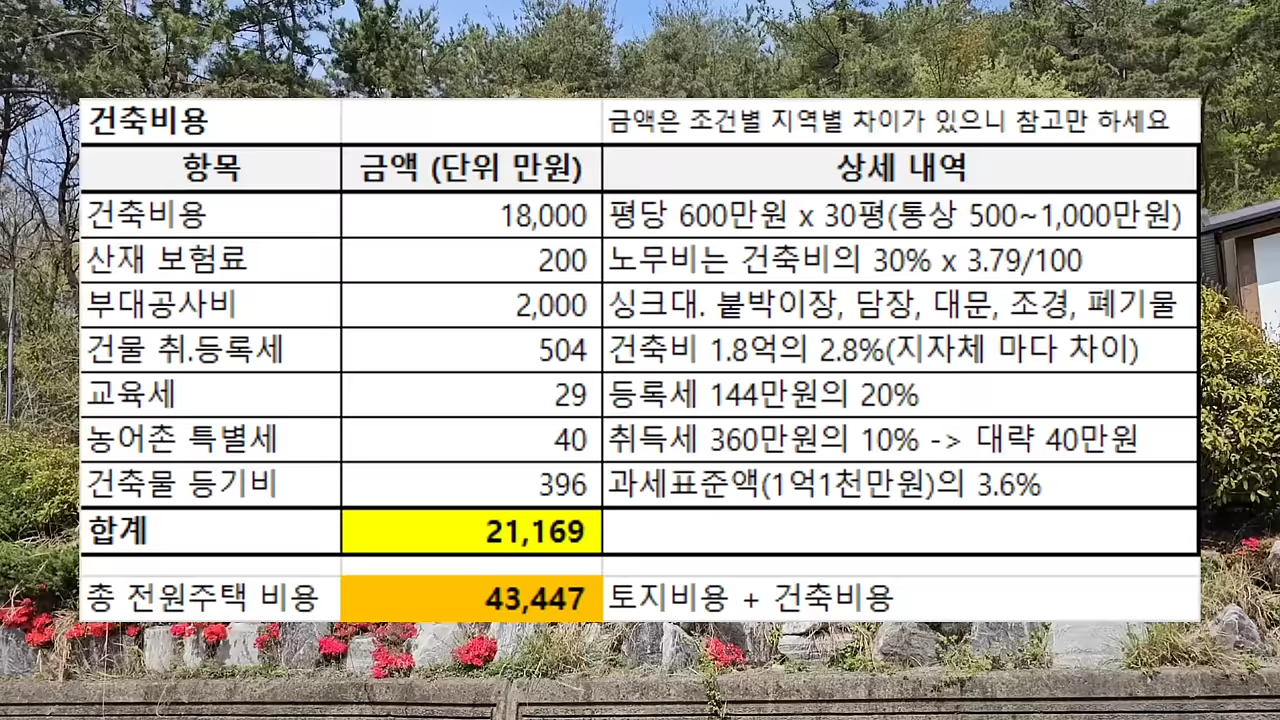 건축비용 금액은 조건별 지역별 차이가 있으니 참고만 하세요
항목 금액 (단위 만원) 상세 내역
건축비용 18,000 평당 600만원 x 30평(통상 500~1,000만원)
산재 보험료 200 노무비는 건축비의 30% x 3.79/100
부대공사비 2,000 싱크대. 붙박이장, 담장, 대문, 조경, 폐기물
건물 취.등록세 504 건축비 1.8억의 2.8%(지자체 마다 차이)
교육세 29 등록세 144만원의 20%
농어촌 특별세 40 취득세 360만원의 10% -> 대략 40만원
건축물 등기비 396 과세표준액(1억1천만원)의 3.6%
합계 21,169
총 전원주택 비용 43,447 토지비용 + 건축비용